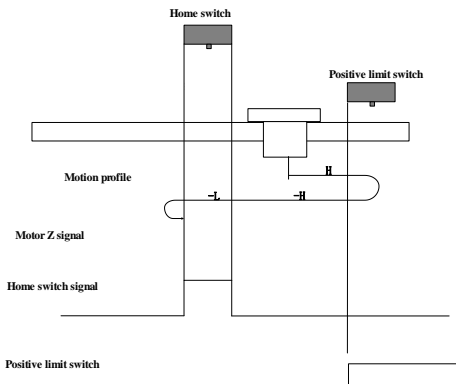 Home switch
Positive limit switch
H
Motion profile
-L
-H
Motor Z signal
Home switch signal
Positive limit switch